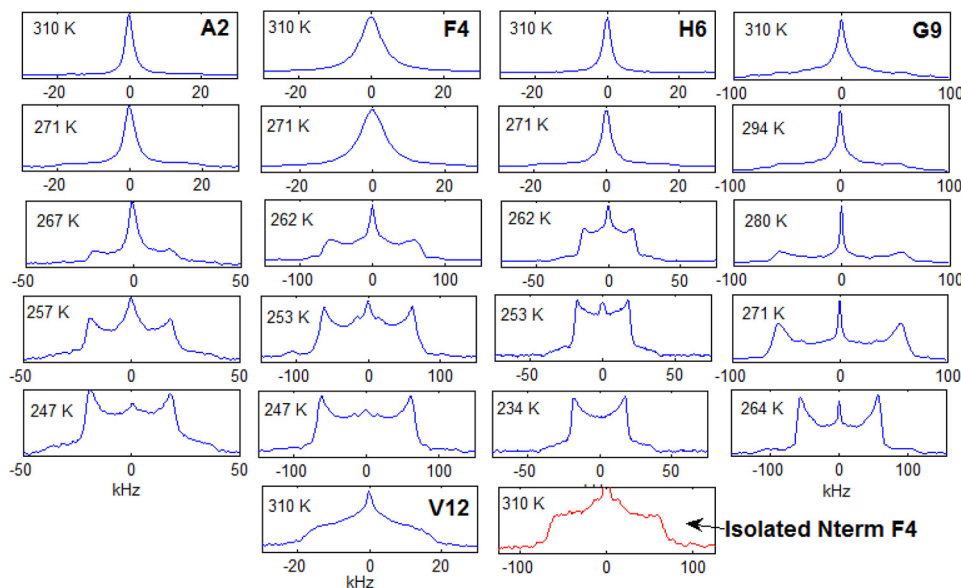 310 K A2 310 K F4 310 K H6 310 K G9
-20 0 20 -20 0 20 -20 0 20 -100 0 100
271 K 271 K 271 K 294 K
-20 0 20 -20 0 20 -20 0 20 -100 0 100
267 K 262 K 262 K 280 K
-50 0 50 -100 0 100 -50 0 50 -100 0 100
257 K 253 K 253 K 271 K
-50 0 50 -100 0 100 -50 0 50 -100 0 100
247 K 247 K 234 K 264 K
-50 0 50 -100 0 100 -50 0 50 -100 0 100
kHz kHz
310 K V12 310 K Isolated Nterm F4
-20 0 20 -100 -50 0 50 100
kHz